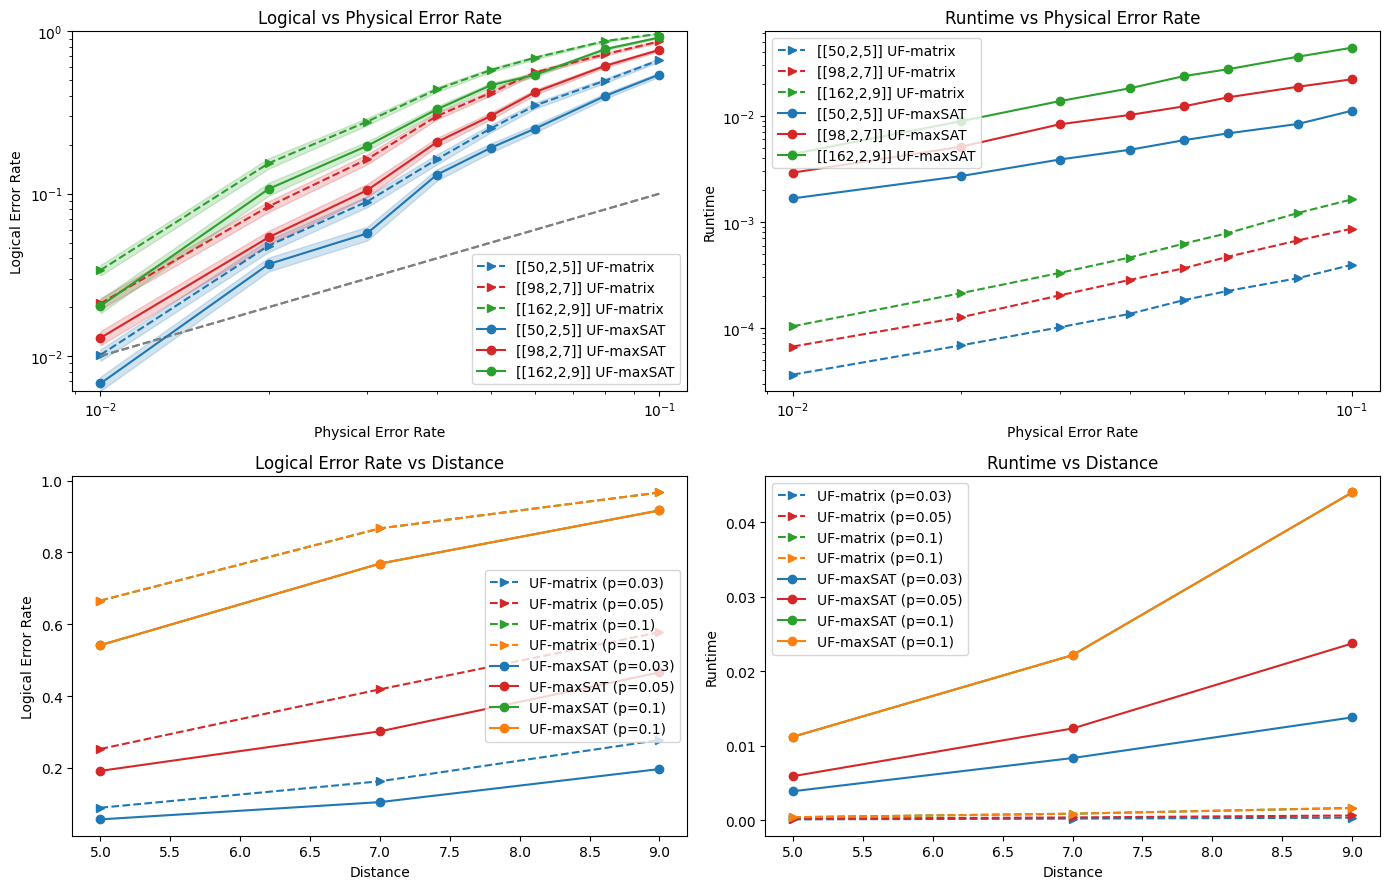 Logical vs Physical Error Rate
Logical Error Rate
10^0
10^{-1}
10^{-2}
[[50,2,5]] UF-matrix
[[98,2,7]] UF-matrix
[[162,2,9]] UF-matrix
[[50,2,5]] UF-maxSAT
[[98,2,7]] UF-maxSAT
[[162,2,9]] UF-maxSAT
10^{-2}
10^{-1}
Physical Error Rate
Runtime vs Physical Error Rate
Runtime
10^{-2}
10^{-3}
10^{-4}
[[50,2,5]] UF-matrix
[[98,2,7]] UF-matrix
[[162,2,9]] UF-matrix
[[50,2,5]] UF-maxSAT
[[98,2,7]] UF-maxSAT
[[162,2,9]] UF-maxSAT
10^{-2}
10^{-1}
Physical Error Rate
Logical Error Rate vs Distance
Logical Error Rate
1.0
0.8
0.6
0.4
0.2
UF-matrix (p=0.03)
UF-matrix (p=0.05)
UF-matrix (p=0.1)
UF-matrix (p=0.1)
UF-maxSAT (p=0.03)
UF-maxSAT (p=0.05)
UF-maxSAT (p=0.1)
UF-maxSAT (p=0.1)
5.0 5.5 6.0 6.5 7.0 7.5 8.0 8.5 9.0
Distance
Runtime vs Distance
Runtime
0.04
0.03
0.02
0.01
0.00
UF-matrix (p=0.03)
UF-matrix (p=0.05)
UF-matrix (p=0.1)
UF-matrix (p=0.1)
UF-maxSAT (p=0.03)
UF-maxSAT (p=0.05)
UF-maxSAT (p=0.1)
UF-maxSAT (p=0.1)
5.0 5.5 6.0 6.5 7.0 7.5 8.0 8.5 9.0
Distance